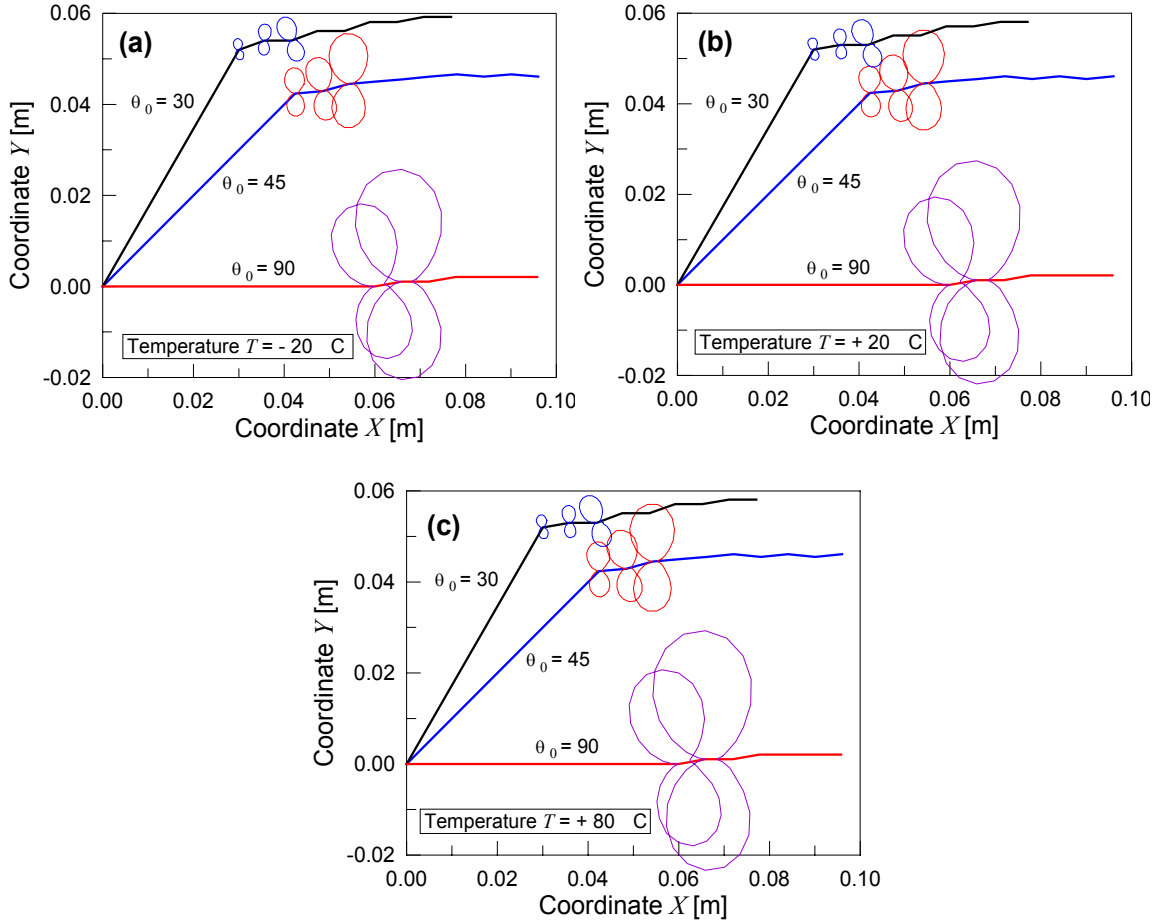 (a)
0.06
0.04
0.02
0.00
-0.02
Coordinate Y [m]
θ 0 = 30
θ 0 = 45
θ 0 = 90
Temperature T = - 20 C
0.00 0.02 0.04 0.06 0.08 0.10
Coordinate X [m]
(b)
0.06
0.04
0.02
0.00
-0.02
Coordinate Y [m]
θ 0 = 30
θ 0 = 45
θ 0 = 90
Temperature T = + 20 C
0.00 0.02 0.04 0.06 0.08 0.10
Coordinate X [m]
(c)
0.06
0.04
0.02
0.00
-0.02
Coordinate Y [m]
θ 0 = 30
θ 0 = 45
θ 0 = 90
Temperature T = + 80 C
0.00 0.02 0.04 0.06 0.08 0.10
Coordinate X [m]